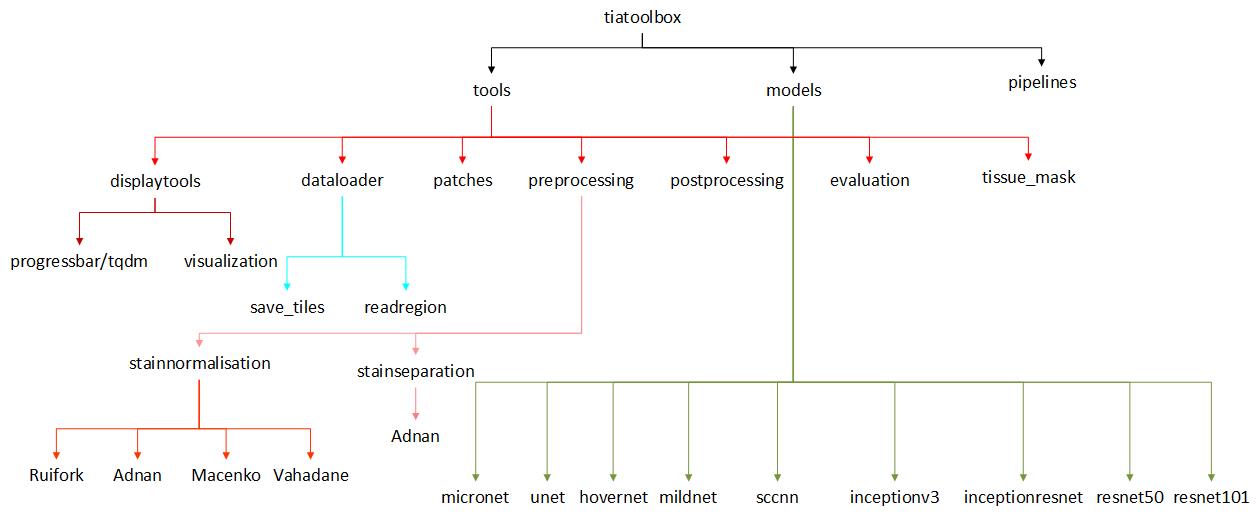 tiatoolbox
tools models pipelines
displaytools dataloader patches preprocessing postprocessing evaluation tissue_mask
progressbar/tqdm visualization
save_tiles readregion
stainnormalisation stainseparation
Adnan
Ruifork Adnan Macenko Vahadane
micronet unet hovernet mildnet sccnn inceptionv3 inceptionresnet resnet50 resnet101